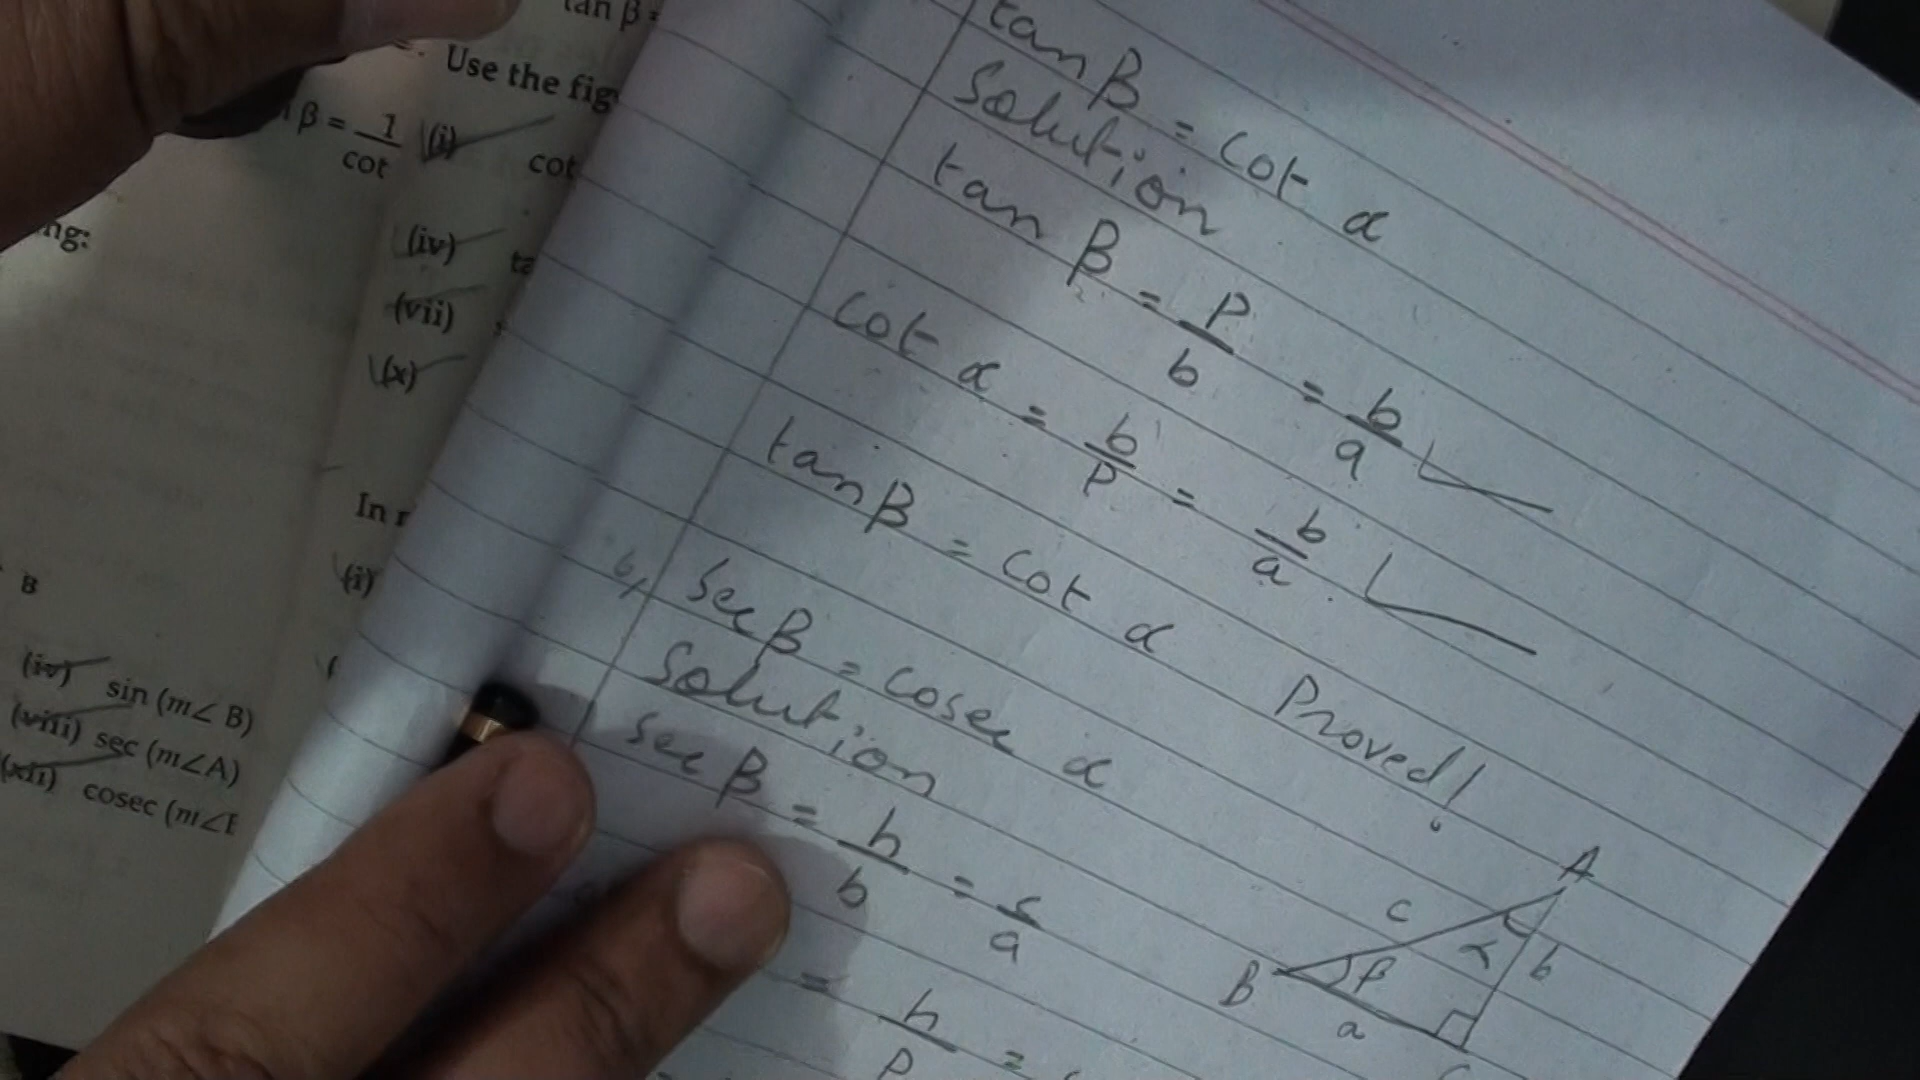 tan β =
Use the fig
β = 1/cot
(i) cot
(iv)
(vii)
(x)
In
(i)
ng:
B
(iv) sin (m∠ B)
(viii) sec (m∠A)
(xii) cosec (m∠
tan β = cot α
Solution
tan β = P/b = b/a
cot α = b/P = b/a
tan β = cot α Proved!
sec β = cosec α
Solution
sec β = h/b = c/a
= h/P =
A
c
α
b
B
β
a